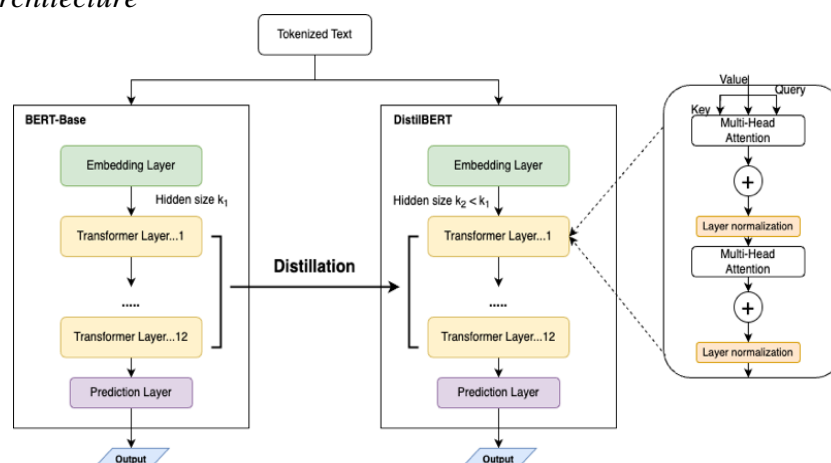 rchitecture
Tokenized Text
BERT-Base
Embedding Layer
Hidden size k₁
Transformer Layer...1
.....
Transformer Layer...12
Prediction Layer
Output
Distillation
DistilBERT
Embedding Layer
Hidden size k₂ < k₁
Transformer Layer...1
.....
Transformer Layer...12
Prediction Layer
Output
Value
Query
Key
Multi-Head
Attention
+
Layer normalization
Multi-Head
Attention
+
Layer normalization